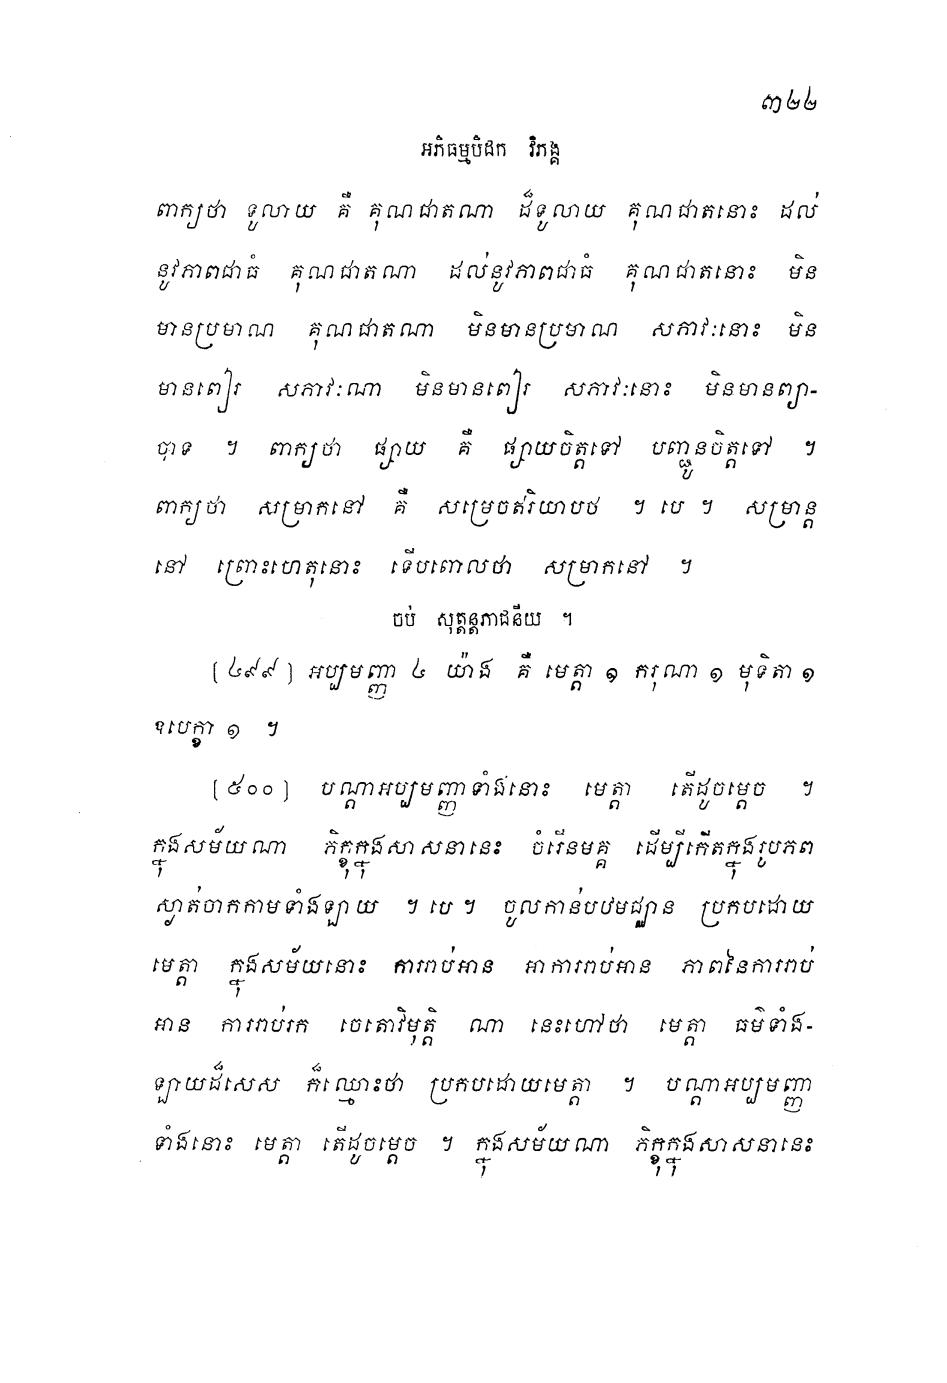 ៣២២
អភិធម្មបិដក វិភង្គ
ពាក្យថា ទូលាយ គឺ គុណជាតណា ដ៏ទូលាយ គុណជាតនោះ ដល់
នូវភាពជាធំ គុណជាតណា ដល់នូវភាពជាធំ គុណជាតនោះ មិន
មានប្រមាណ គុណជាតណា មិនមានប្រមាណ សភាវៈនោះ មិន
មានពៀរ សភាវៈណា មិនមានពៀរ សភាវៈនោះ មិនមានព្យា-
បាទ ។ ពាក្យថា ផ្សាយ គឺ ផ្សាយចិត្តទៅ បញ្ជូនចិត្តទៅ ។
ពាក្យថា សម្រាកនៅ គឺ សម្រេចឥរិយាបថ ។ បេ ។ សម្រាន្ត
នៅ ព្រោះហេតុនោះ ទើបពោលថា សម្រាកនៅ ។
ចប់ សុត្តន្តភាជនីយ ។
[៤៩៩] អប្បមញ្ញា ៤ យ៉ាង គឺ មេត្តា ១ ករុណា ១ មុទិតា ១
ឧបេក្ខា ១ ។
[៥០០] បណ្តាអប្បមញ្ញាទាំងនោះ មេត្តា តើដូចម្តេច ។
ក្នុងសម័យណា ភិក្ខុក្នុងសាសនានេះ ចំរើនមគ្គ ដើម្បីកើតក្នុងរូបភព
ស្ងាត់ចាកកាមទាំងឡាយ ។ បេ ។ ចូលកាន់បឋមជ្ឈាន ប្រកបដោយ
មេត្តា ក្នុងសម័យនោះ ការរាប់អាន អាការរាប់អាន ភាពនៃការរាប់
អាន ការរាប់រក ចេតោវិមុត្តិ ណា នេះហៅថា មេត្តា ធម៌ទាំង-
ឡាយដ៏សេស ក៏ឈ្មោះថា ប្រកបដោយមេត្តា ។ បណ្តាអប្បមញ្ញា
ទាំងនោះ មេត្តា តើដូចម្តេច ។ ក្នុងសម័យណា ភិក្ខុក្នុងសាសនានេះ